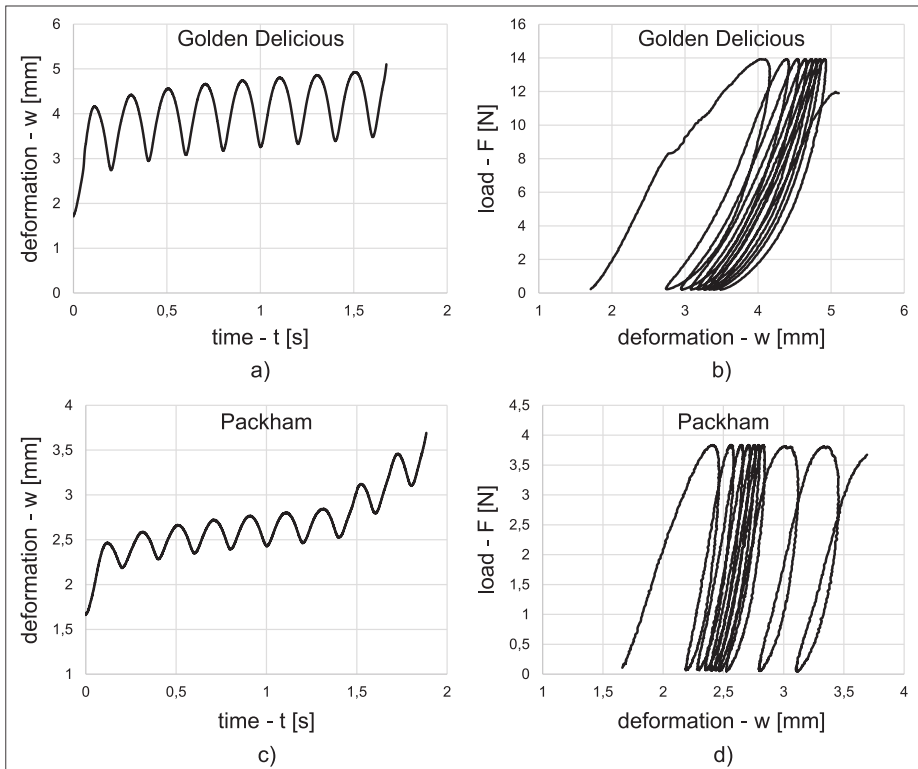 Golden Delicious
6
5
4
3
2
1
0
deformation - w [mm]
0 0,5 1 1,5 2
time - t [s]
a)
Golden Delicious
16
14
12
10
8
6
4
2
0
load - F [N]
1 2 3 4 5 6
deformation - w [mm]
b)
Packham
4
3,5
3
2,5
2
1,5
1
deformation - w [mm]
0 0,5 1 1,5 2
time - t [s]
c)
Packham
4,5
4
3,5
3
2,5
2
1,5
1
0,5
0
load - F [N]
1 1,5 2 2,5 3 3,5 4
deformation - w [mm]
d)